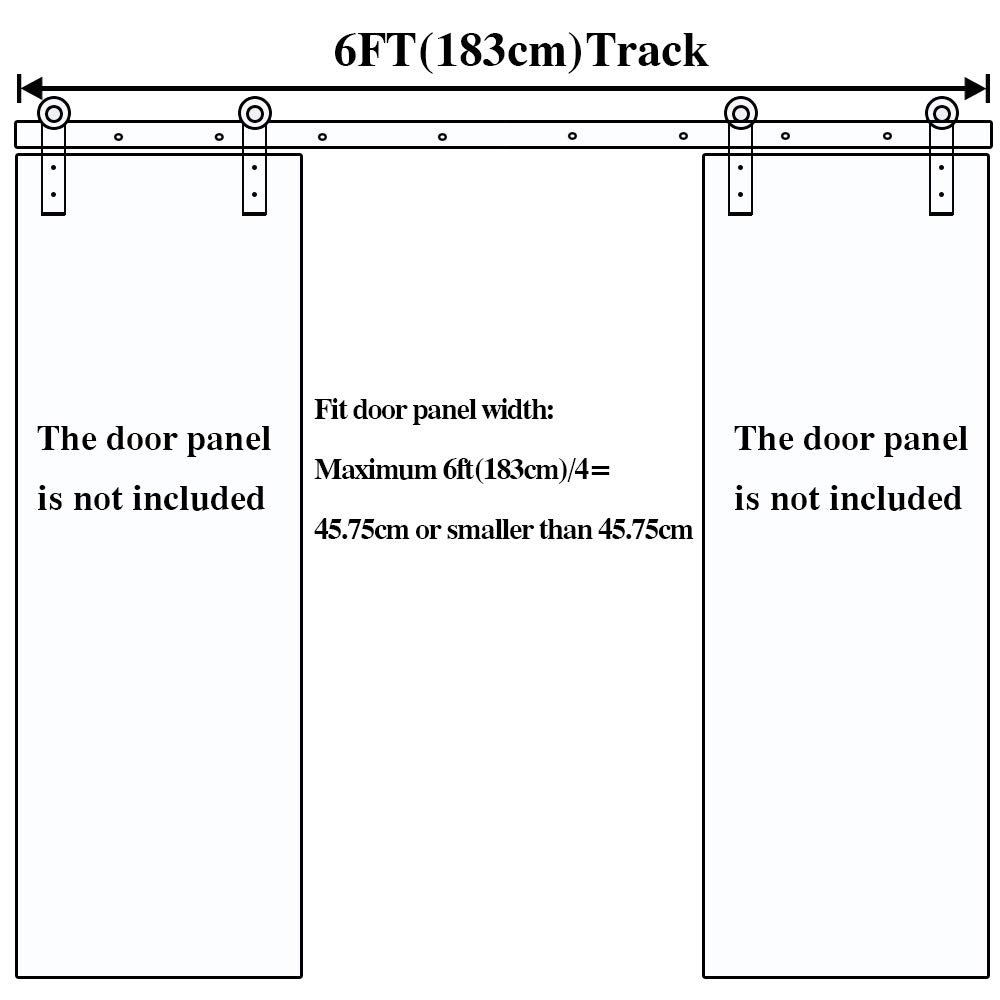 6FT(183cm)Track
The door panel
is not included
Fit door panel width:
Maximum 6ft(183cm)/4=
45.75cm or smaller than 45.75cm
The door panel
is not included